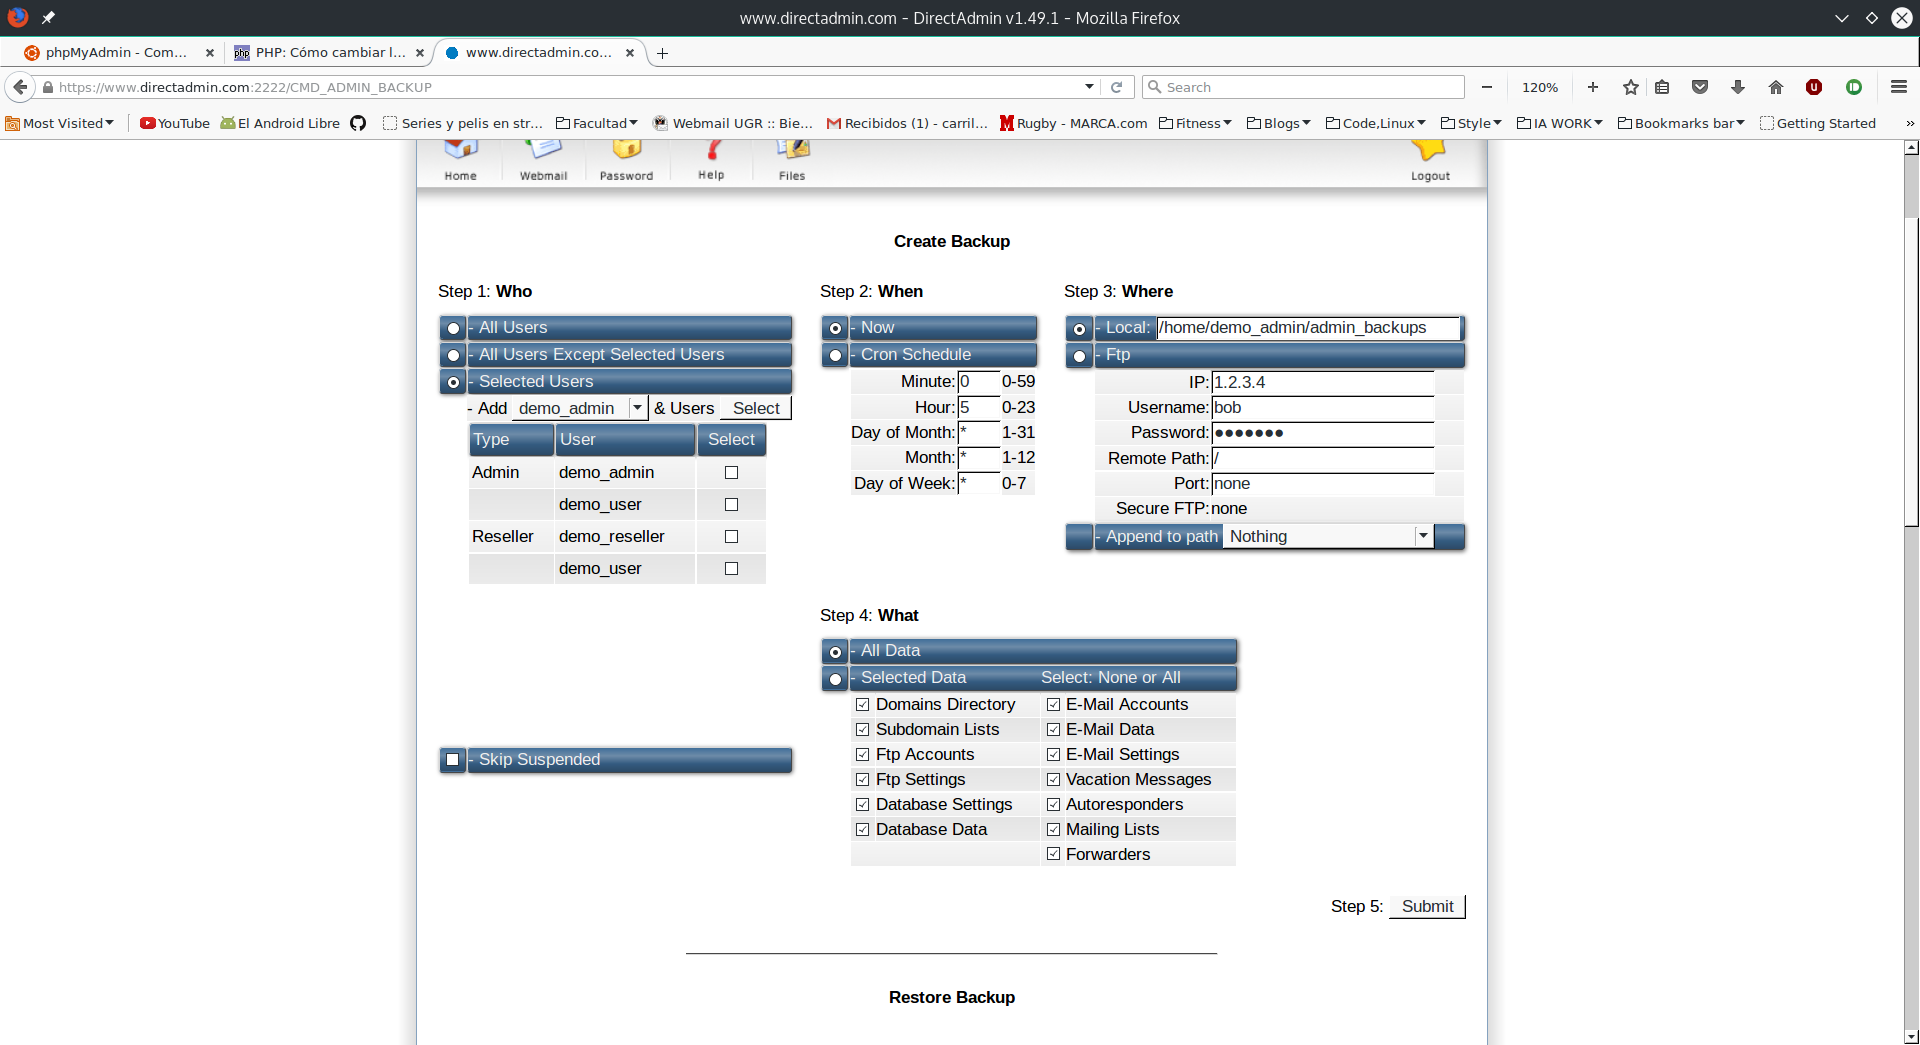 www.directadmin.com - DirectAdmin v1.49.1 - Mozilla Firefox
phpMyAdmin - Com...
PHP: Cómo cambiar l...
www.directadmin.co...
https://www.directadmin.com:2222/CMD_ADMIN_BACKUP
Search
120%
Most Visited
YouTube
El Android Libre
Series y pelis en str...
Facultad
Webmail UGR :: Bie...
Recibidos (1) - carril...
Rugby - MARCA.com
Fitness
Blogs
Code,Linux
Style
IA WORK
Bookmarks bar
Getting Started
»
Home
Webmail
Password
Help
Files
Logout
Create Backup
Step 1: Who
- All Users
- All Users Except Selected Users
- Selected Users
- Add demo_admin & Users Select
Type User Select
Admin demo_admin
demo_user
Reseller demo_reseller
demo_user
- Skip Suspended
Step 2: When
- Now
- Cron Schedule
Minute: 0 0-59
Hour: 5 0-23
Day of Month: * 1-31
Month: * 1-12
Day of Week: * 0-7
Step 3: Where
- Local: /home/demo_admin/admin_backups
- Ftp
IP: 1.2.3.4
Username: bob
Password: ●●●●●●●
Remote Path: /
Port: none
Secure FTP: none
- Append to path Nothing
Step 4: What
- All Data
- Selected Data Select: None or All
Domains Directory E-Mail Accounts
Subdomain Lists E-Mail Data
Ftp Accounts E-Mail Settings
Ftp Settings Vacation Messages
Database Settings Autoresponders
Database Data Mailing Lists
Forwarders
Step 5: Submit
Restore Backup